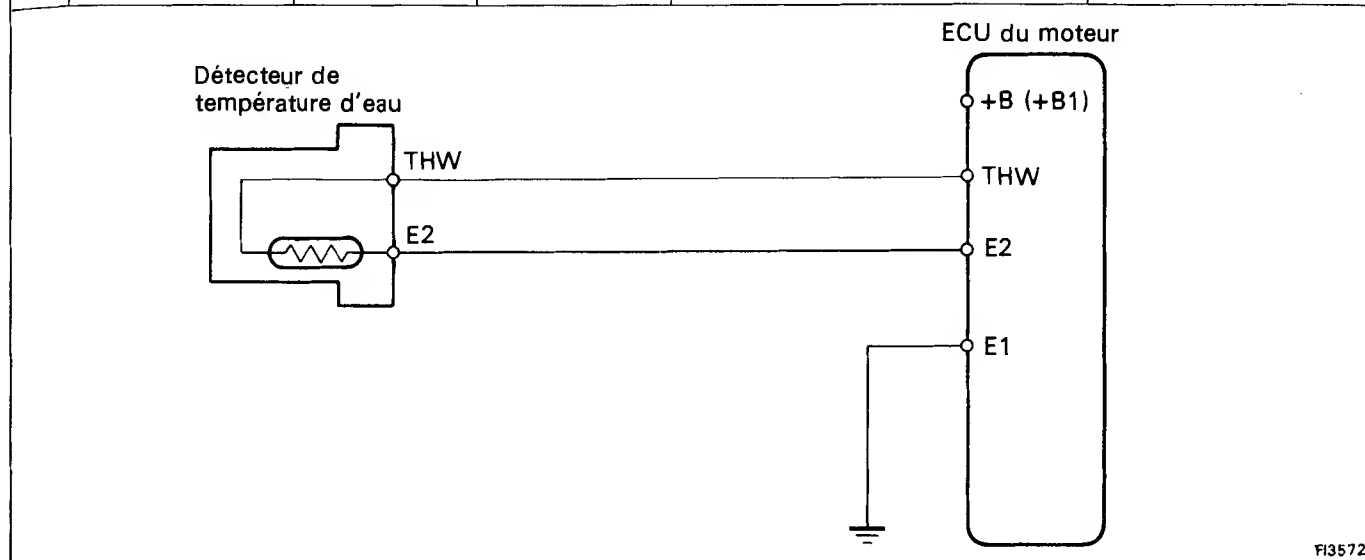 ECU du moteur
Détecteur de
température d'eau
+B (+B1)
THW
THW
E2
E2
E1
FI3572